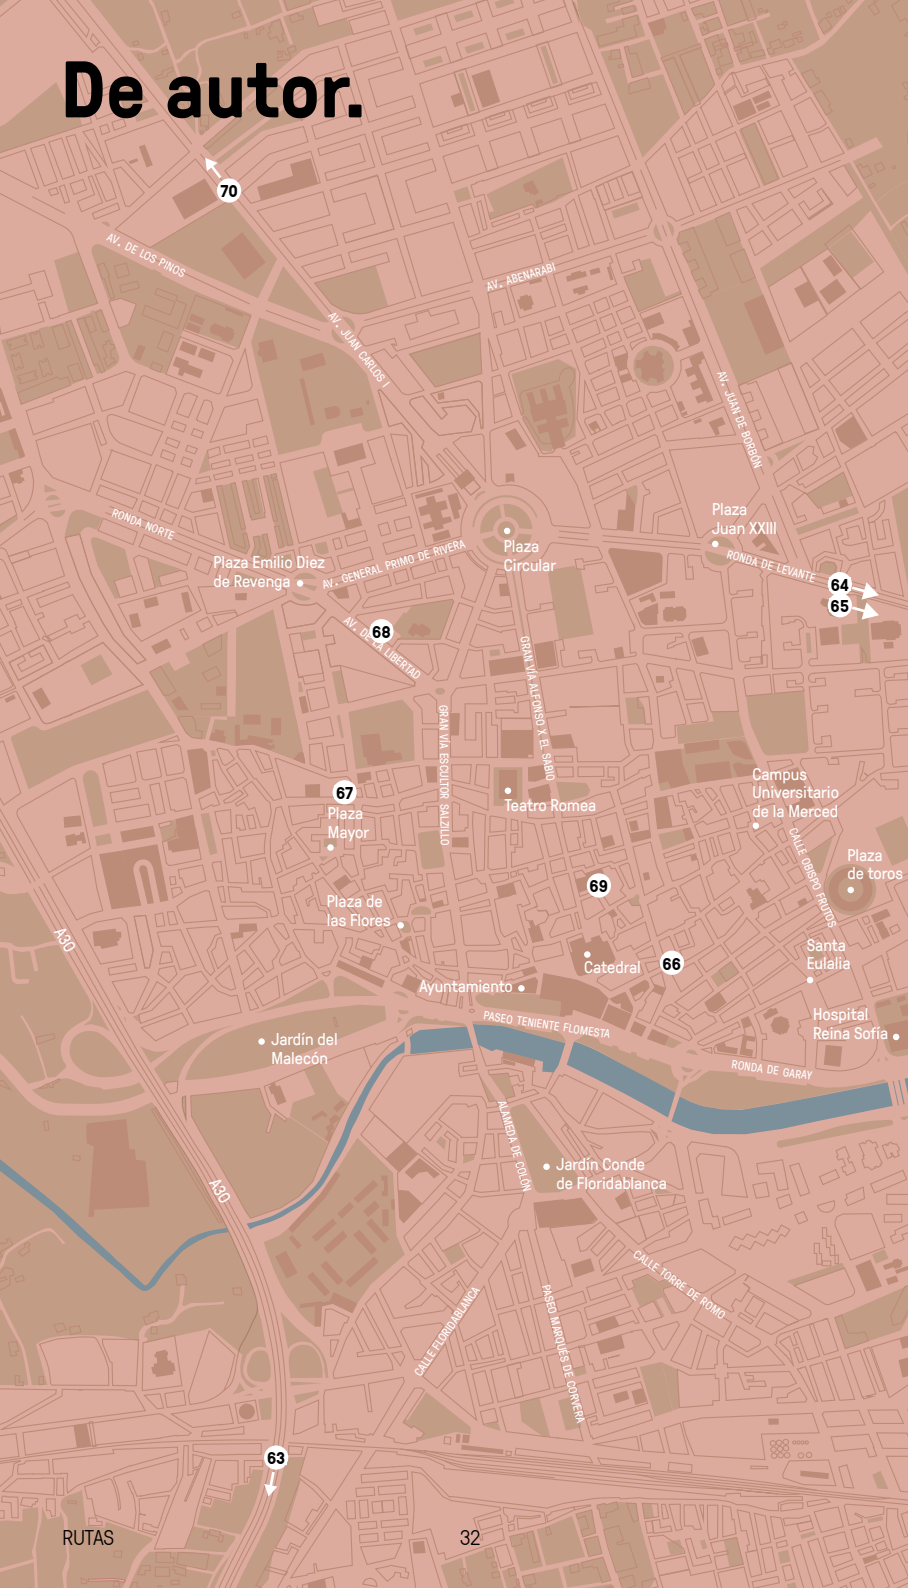 De autor.
70
AV. DE LOS PINOS
AV. ABENARABI
AV. JUAN CARLOS I
AV. JUAN DE BORBÓN
RONDA NORTE
Plaza
Juan XXIII
Plaza Emilio Diez
de Revenga
AV. GENERAL PRIMO DE RIVERA
Plaza
Circular
RONDA DE LEVANTE
64
65
68
AV. DE LA LIBERTAD
GRAN VÍA ALFONSO X EL SABIO
GRAN VÍA ESCULTOR SALZILLO
67
Plaza
Mayor
Teatro Romea
Campus
Universitario
de la Merced
CALLE OBISPO FRUTOS
Plaza
de toros
69
Plaza de
las Flores
A30
Catedral
66
Santa
Eulalia
Ayuntamiento
Hospital
Reina Sofía
PASEO TENIENTE FLOMESTA
Jardín del
Malecón
RONDA DE GARAY
ALAMEDA DE COLÓN
Jardín Conde
de Floridablanca
A30
CALLE TORRE DE ROMO
CALLE FLORIDABLANCA
PASEO MARQUÉS DE CORVERA
63
RUTAS
32